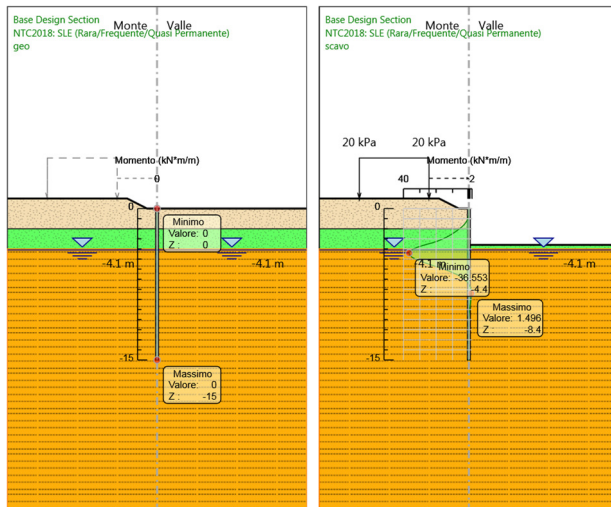 Base Design Section
NTC2018: SLE (Rara/Frequente/Quasi Permanente)
geo
Monte Valle
Momento (kN*m/m)
0
0
Minimo
Valore: 0
Z : 0
-4.1 m
-4.1 m
-15
Massimo
Valore: 0
Z : -15
Base Design Section
NTC2018: SLE (Rara/Frequente/Quasi Permanente)
scavo
Monte Valle
20 kPa
20 kPa
Momento (kN*m/m)
40
-2
0
-4.1 m
-4.1 m
Minimo
Valore: -36.553
Z : -4.4
Massimo
Valore: 1.496
Z : -8.4
-15